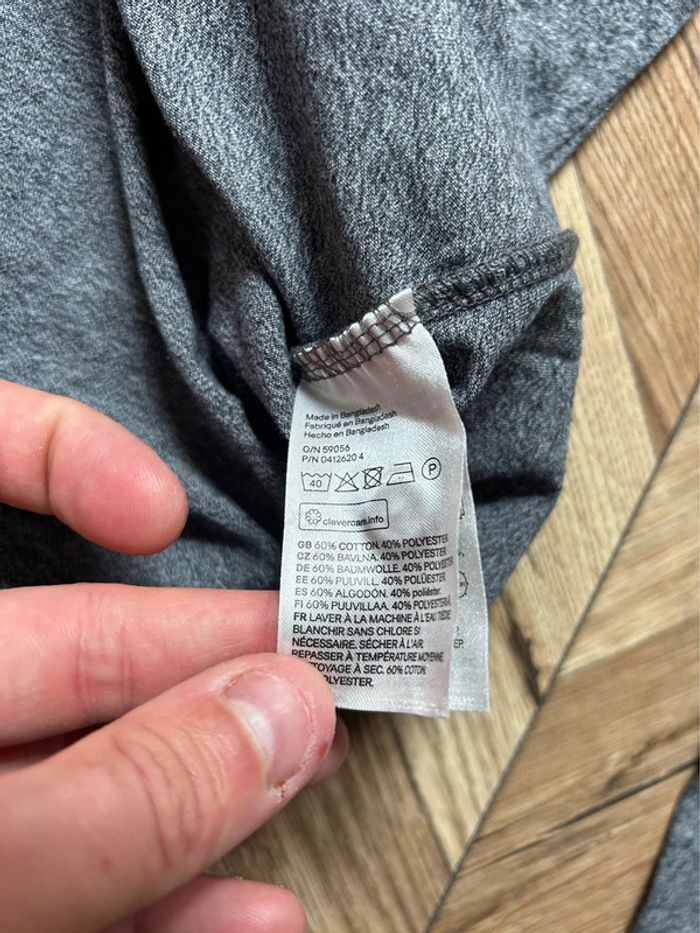 Made in Bangladesh
Fabriqué en Bangladesh
Hecho en Bangladesh
O/N 59056
P/N 0412620 4
40 P
clevercare.info
GB 60% COTTON. 40% POLYESTER
CZ 60% BAVLNA. 40% POLYESTER
DE 60% BAUMWOLLE. 40% POLYESTER
EE 60% PUUVILL. 40% POLÜESTER
ES 60% ALGODÓN. 40% poliéster.
FI 60% PUUVILLAA. 40% POLYESTERIÄ
FR LAVER À LA MACHINE À L'EAU TIÈDE
BLANCHIR SANS CHLORE SI
NÉCESSAIRE. SÉCHER À L'AIR.
REPASSER À TEMPÉRATURE MOYENNE.
À SEC. 60% COTON.